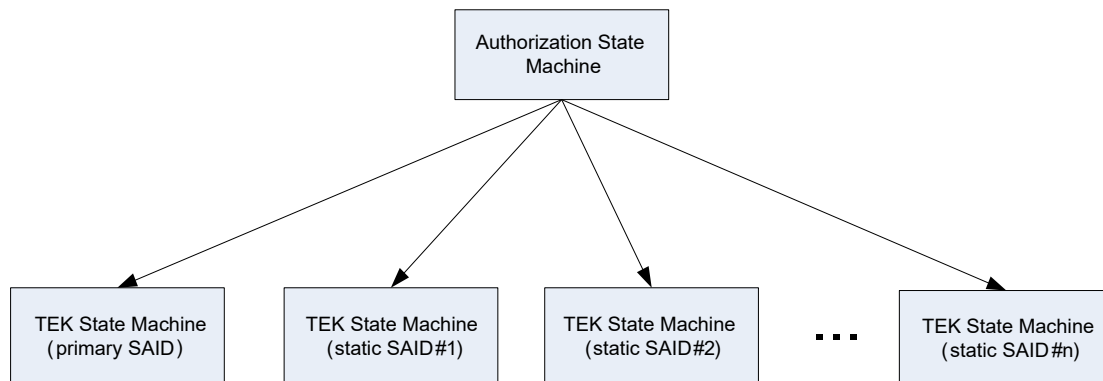 Authorization State
Machine
TEK State Machine
(primary SAID)
TEK State Machine
(static SAID#1)
TEK State Machine
(static SAID#2)
...
TEK State Machine
(static SAID#n)